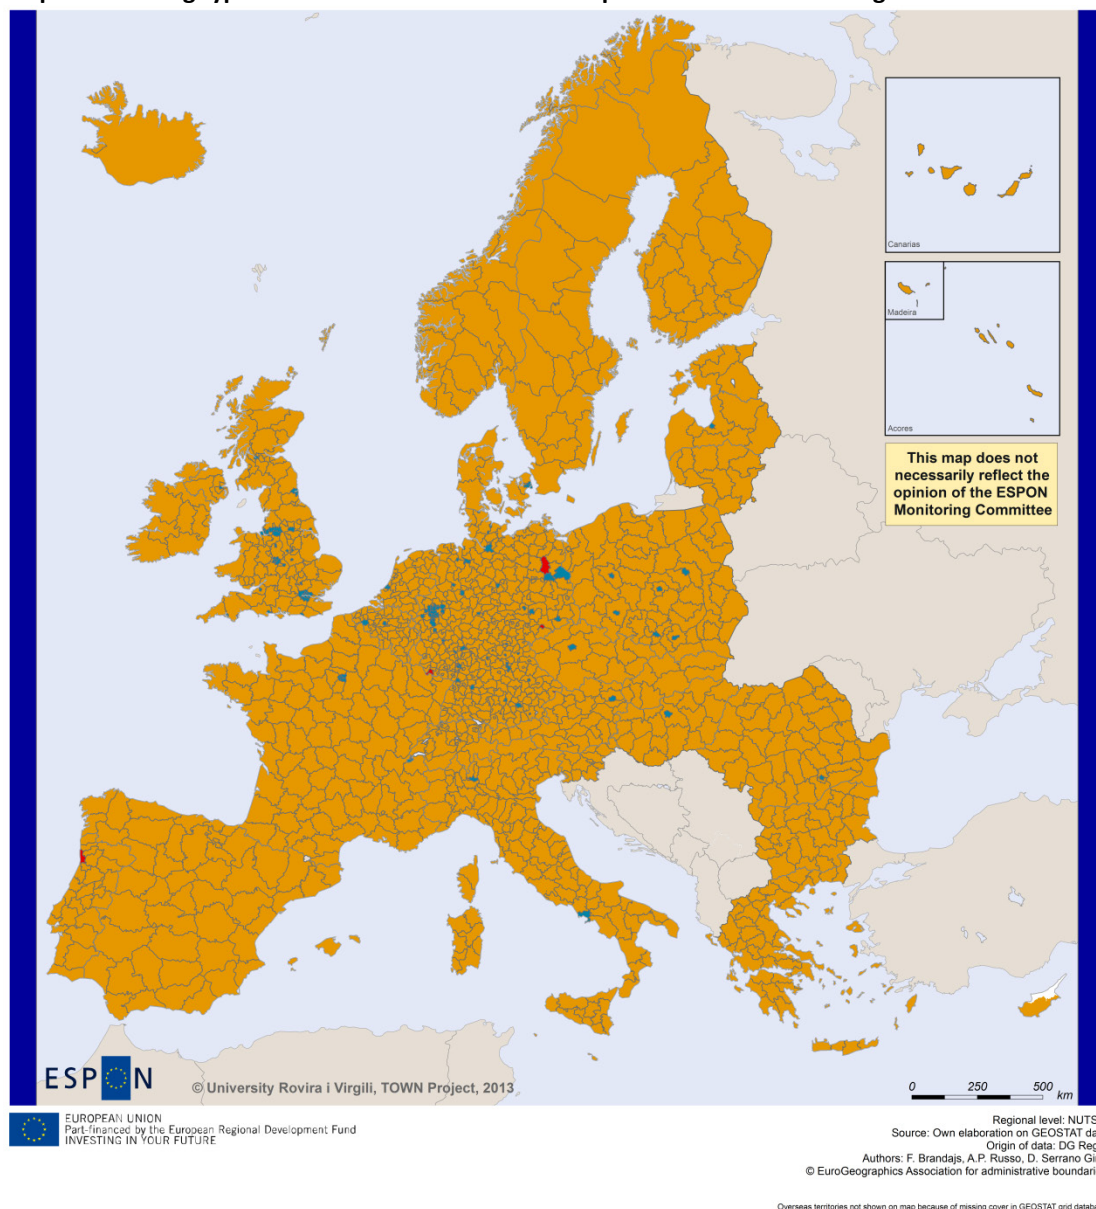 Canarias
Madeira
Acores
This map does not
necessarily reflect the
opinion of the ESPON
Monitoring Committee
ESPON
© University Rovira i Virgili, TOWN Project, 2013
0 250 500
km
EUROPEAN UNION
Part-financed by the European Regional Development Fund
INVESTING IN YOUR FUTURE
Regional level: NUTS
Source: Own elaboration on GEOSTAT da
Origin of data: DG Reg
Authors: F. Brandajs, A.P. Russo, D. Serrano Gi
© EuroGeographics Association for administrative boundari
Overseas territories not shown on map because of missing cover in GEOSTAT grid databa